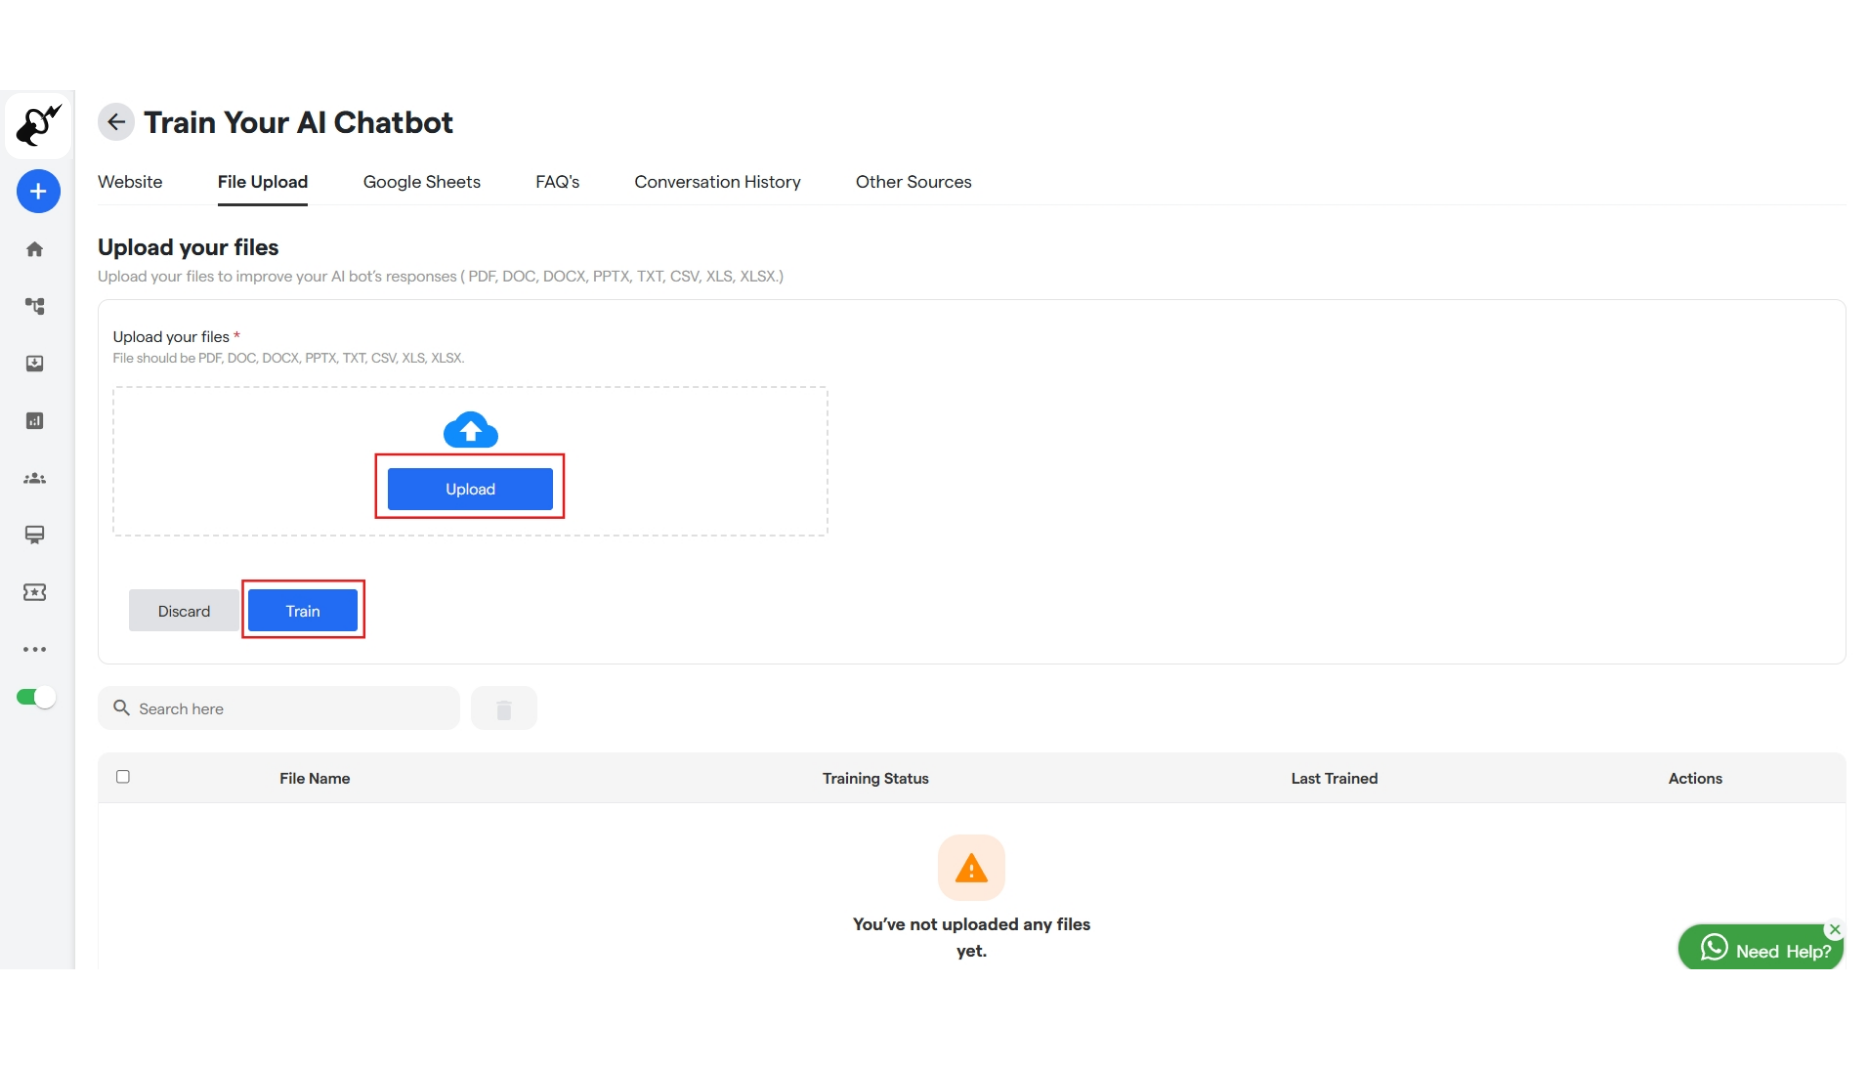 Train Your AI Chatbot
Website File Upload Google Sheets FAQ's Conversation History Other Sources
Upload your files
Upload your files to improve your AI bot's responses ( PDF, DOC, DOCX, PPTX, TXT, CSV, XLS, XLSX.)
Upload your files *
File should be PDF, DOC, DOCX, PPTX, TXT, CSV, XLS, XLSX.
Upload
Discard Train
Search here
File Name Training Status Last Trained Actions
You've not uploaded any files
yet.
Need Help?